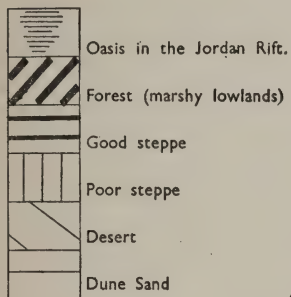 Oasis in the Jordan Rift.
Forest (marshy lowlands)
Good steppe
Poor steppe
Desert
Dune Sand